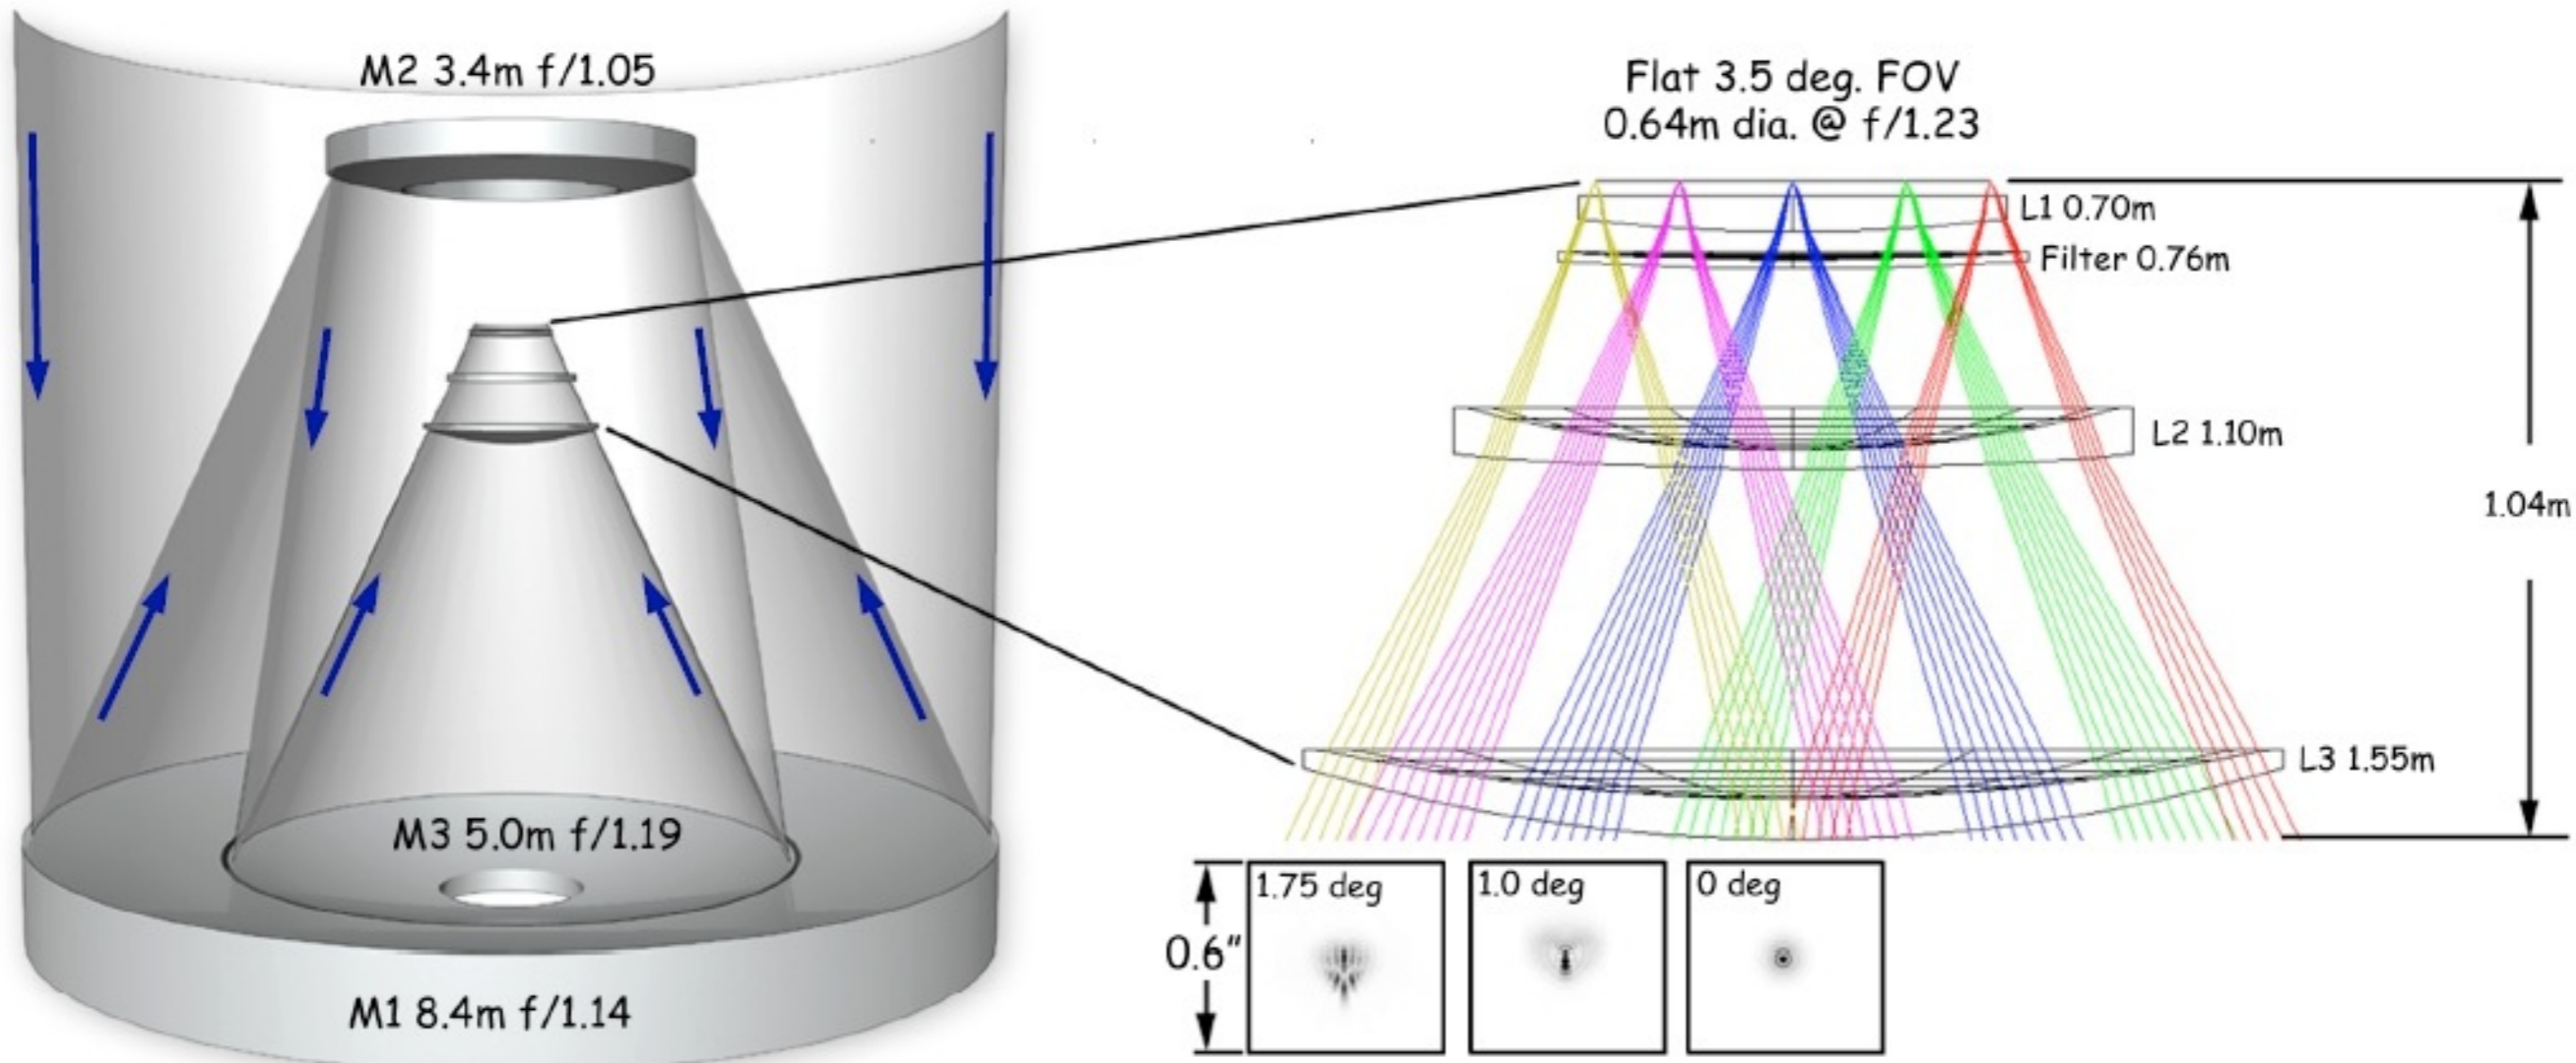 M2 3.4m f/1.05
M3 5.0m f/1.19
M1 8.4m f/1.14
Flat 3.5 deg. FOV
0.64m dia. @ f/1.23
L1 0.70m
Filter 0.76m
L2 1.10m
1.04m
L3 1.55m
0.6"
1.75 deg
1.0 deg
0 deg